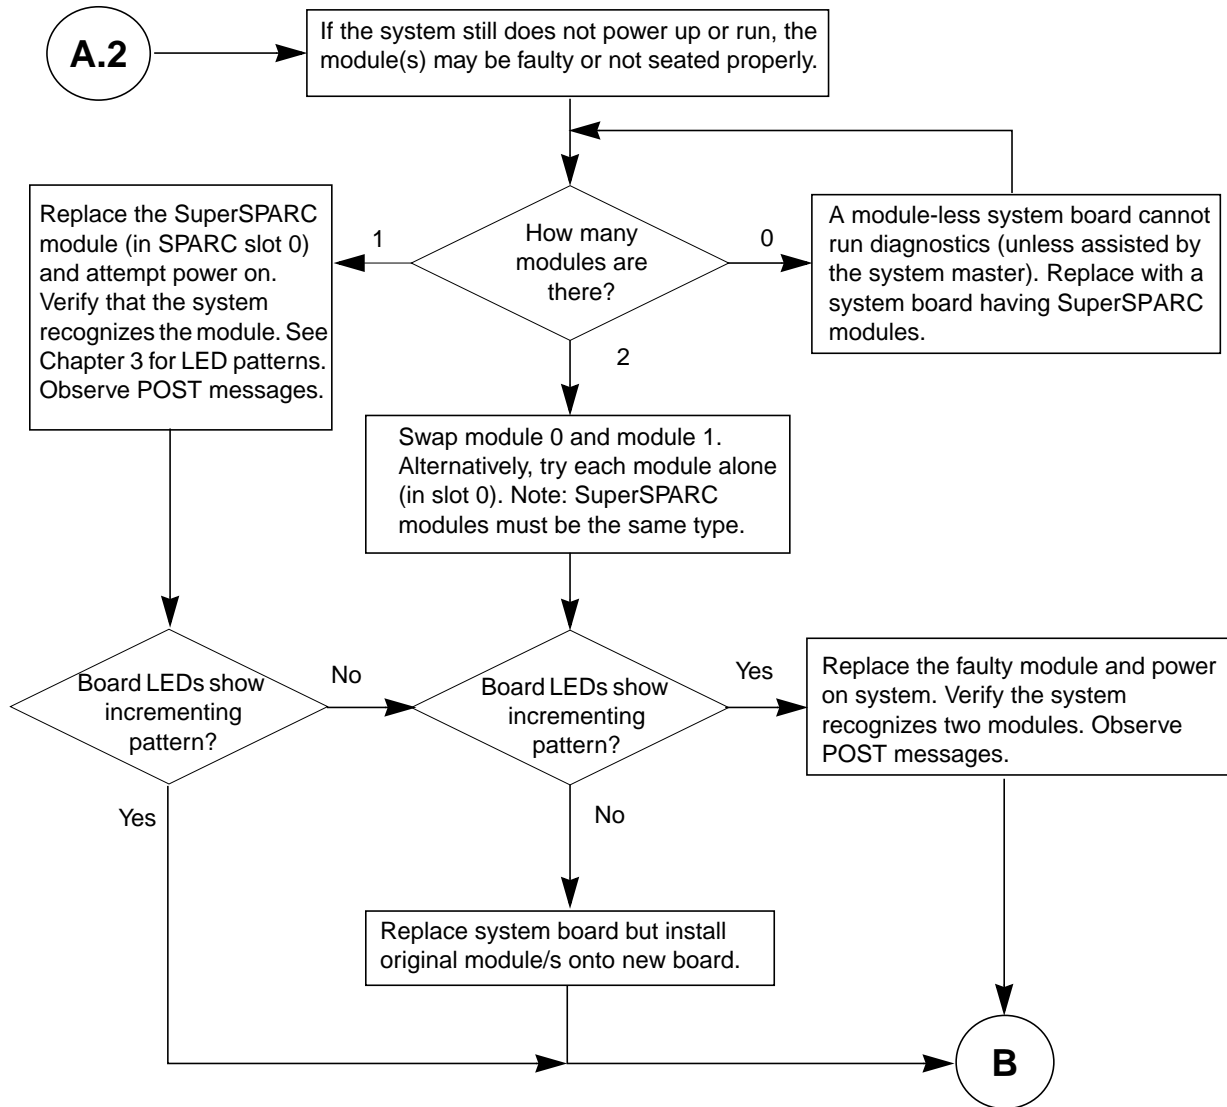 A.2
If the system still does not power up or run, the
module(s) may be faulty or not seated properly.
Replace the SuperSPARC
module (in SPARC slot 0)
and attempt power on.
Verify that the system
recognizes the module. See
Chapter 3 for LED patterns.
Observe POST messages.
1
How many
modules are
there?
0
A module-less system board cannot
run diagnostics (unless assisted by
the system master). Replace with a
system board having SuperSPARC
modules.
2
Swap module 0 and module 1.
Alternatively, try each module alone
(in slot 0). Note: SuperSPARC
modules must be the same type.
Board LEDs show
incrementing
pattern?
No
Board LEDs show
incrementing
pattern?
Yes
Replace the faulty module and power
on system. Verify the system
recognizes two modules. Observe
POST messages.
Yes
No
Replace system board but install
original module/s onto new board.
B